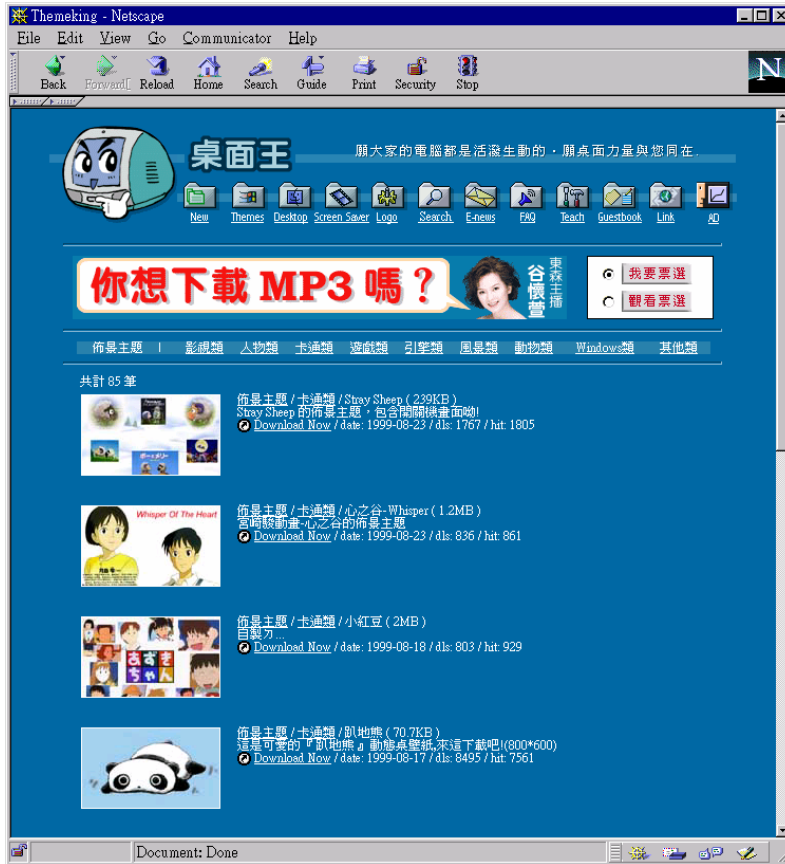 Themeking - Netscape
File Edit View Go Communicator Help
Back Forward Reload Home Search Guide Print Security Stop
N
桌面王
願大家的電腦都是活潑生動的．願桌面力量與您同在.
New Themes Desktop Screen Saver Logo Search E-news FAQ Teach Guestbook Link AD
你想下載 MP3 嗎？
東森主播
谷懷萱
我要票選
觀看票選
佈景主題 | 影視類 人物類 卡通類 遊戲類 引擎類 風景類 動物類 Windows類 其他類
共計 85 筆
佈景主題 / 卡通類 / Stray Sheep ( 239KB )
Stray Sheep 的佈景主題，包含開關機畫面呦!
Download Now / date: 1999-08-23 / dls: 1767 / hit: 1805
Whisper Of The Heart
佈景主題 / 卡通類 / 心之谷- Whisper ( 1.2MB )
宮崎駿動畫-心之谷的佈景主題
Download Now / date: 1999-08-23 / dls: 836 / hit: 861
あずきちゃん
佈景主題 / 卡通類 / 小紅豆 ( 2MB )
自製ㄉ...
Download Now / date: 1999-08-18 / dls: 803 / hit: 929
佈景主題 / 卡通類 / 趴地熊 ( 70.7KB )
這是可愛的『趴地熊』動態桌壁紙,來這下載吧!(800*600)
Download Now / date: 1999-08-17 / dls: 8495 / hit: 7561
Document: Done